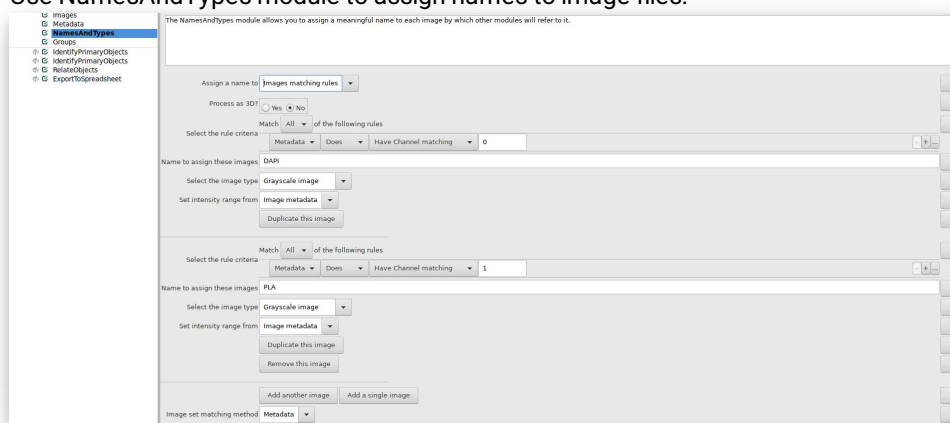 Use NamesAndTypes module to assign names to image files.
Images
Metadata
NamesAndTypes
Groups
IdentifyPrimaryObjects
IdentifyPrimaryObjects
RelateObjects
ExportToSpreadsheet
The NamesAndTypes module allows you to assign a meaningful name to each image by which other modules will refer to it.
Assign a name to Images matching rules
Process as 3D? Yes No
Match All of the following rules
Select the rule criteria
Metadata Does Have Channel matching 0 - + ...
Name to assign these images DAPI
Select the image type Grayscale image
Set intensity range from Image metadata
Duplicate this image
Match All of the following rules
Select the rule criteria
Metadata Does Have Channel matching 1 - + ...
Name to assign these images PLA
Select the image type Grayscale image
Set intensity range from Image metadata
Duplicate this image
Remove this image
Add another image Add a single image
Image set matching method Metadata